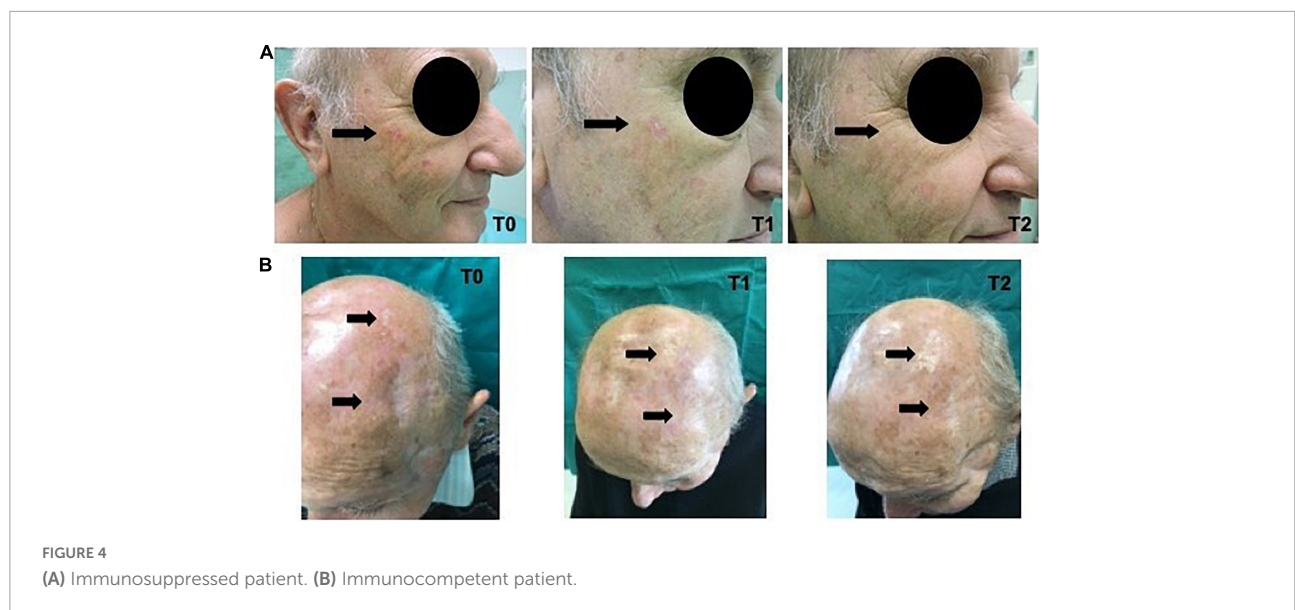 A
T0
T1
T2
B
T0
T1
T2
FIGURE 4
(A) Immunosuppressed patient. (B) Immunocompetent patient.